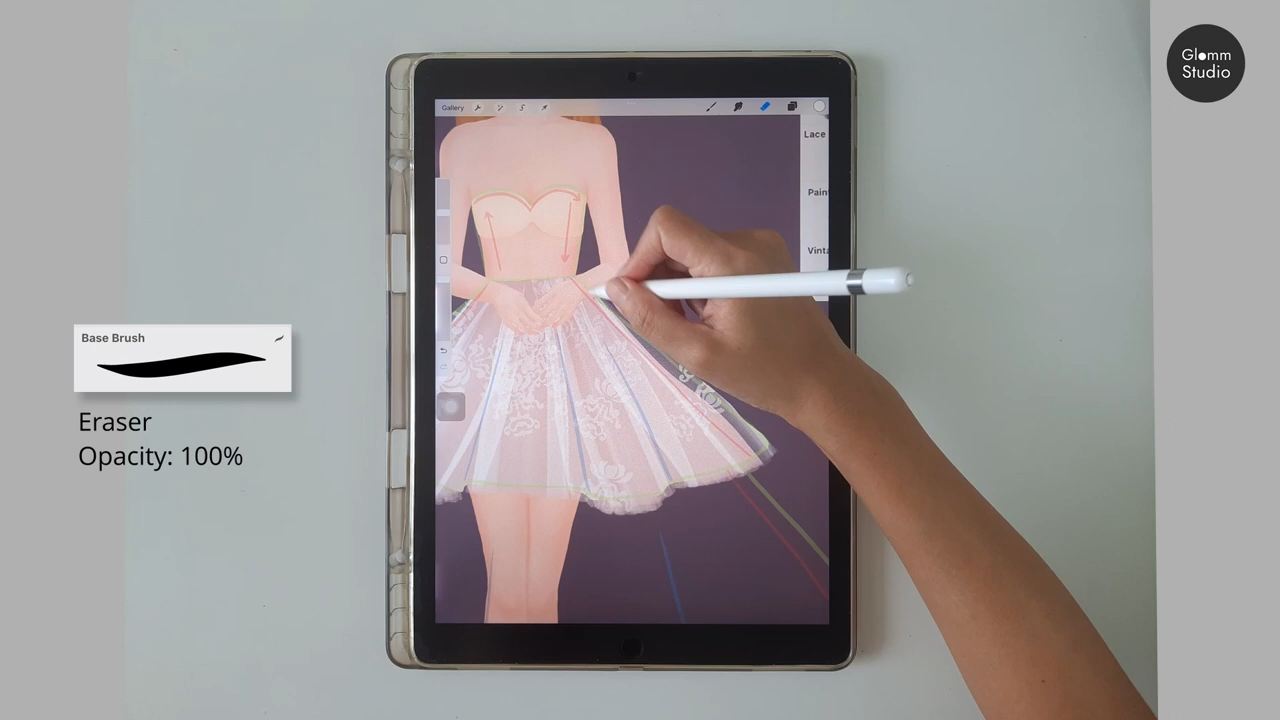 Glomm
Studio
Gallery
Lace
Base Brush
Eraser
Opacity: 100%